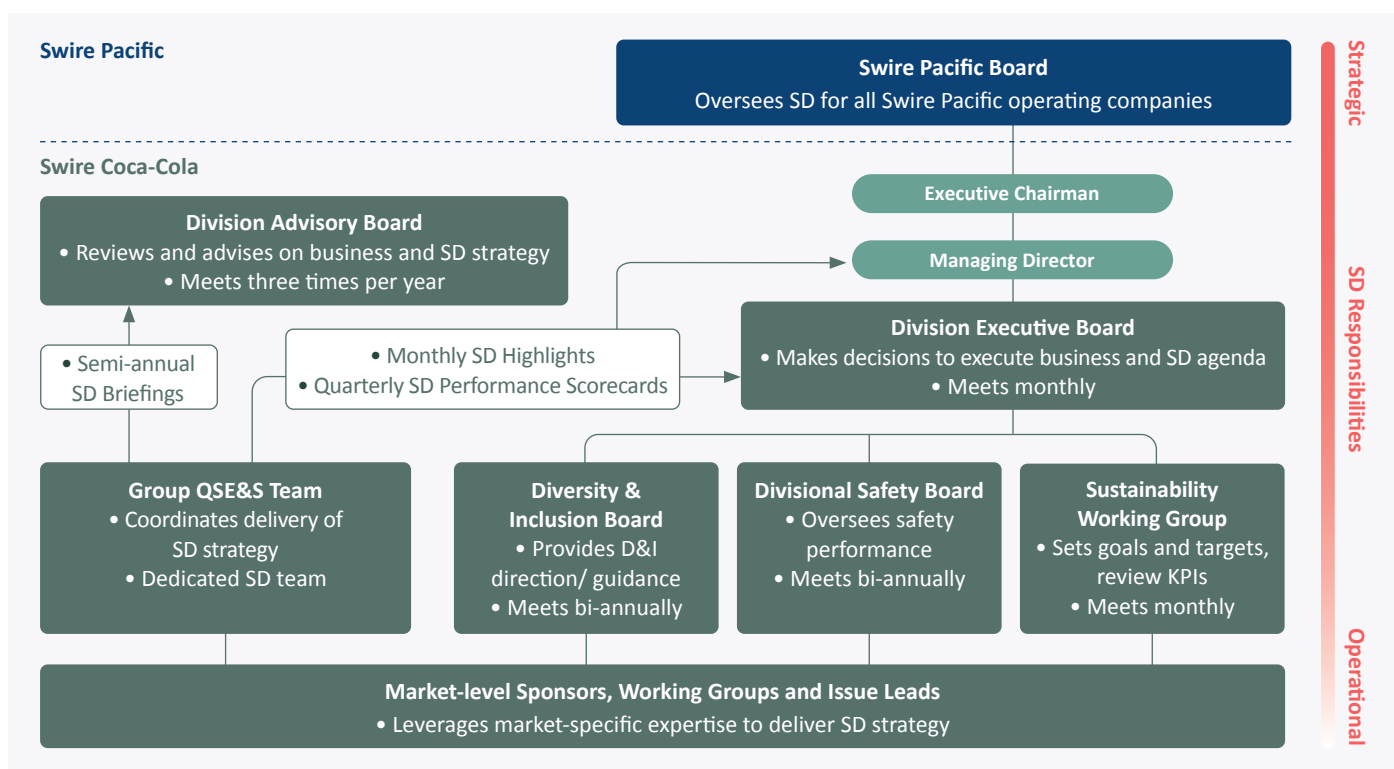 Swire Pacific
Swire Pacific Board
Oversees SD for all Swire Pacific operating companies
Swire Coca-Cola
Executive Chairman
Managing Director
Division Advisory Board
• Reviews and advises on business and SD strategy
• Meets three times per year
Division Executive Board
• Makes decisions to execute business and SD agenda
• Meets monthly
• Semi-annual
SD Briefings
• Monthly SD Highlights
• Quarterly SD Performance Scorecards
Group QSE&S Team
• Coordinates delivery of
SD strategy
• Dedicated SD team
Diversity &
Inclusion Board
• Provides D&I
direction/ guidance
• Meets bi-annually
Divisional Safety Board
• Oversees safety
performance
• Meets bi-annually
Sustainability
Working Group
• Sets goals and targets,
review KPIs
• Meets monthly
Market-level Sponsors, Working Groups and Issue Leads
• Leverages market-specific expertise to deliver SD strategy
Strategic
SD Responsibilities
Operational